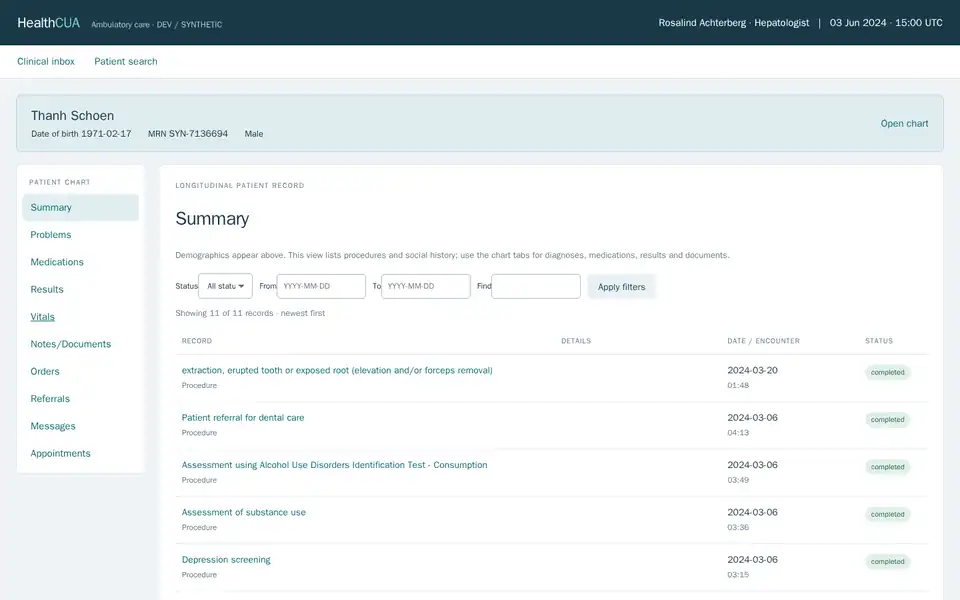 HealthCUA Ambulatory care · DEV / SYNTHETIC Rosalind Achterberg · Hepatologist | 03 Jun 2024 · 15:00 UTC
Clinical inbox Patient search
Thanh Schoen
Date of birth 1971-02-17 MRN SYN-7136694 Male
Open chart
PATIENT CHART
Summary
Problems
Medications
Results
Vitals
Notes/Documents
Orders
Referrals
Messages
Appointments
LONGITUDINAL PATIENT RECORD
Summary
Demographics appear above. This view lists procedures and social history; use the chart tabs for diagnoses, medications, results and documents.
Status All statu From YYYY-MM-DD To YYYY-MM-DD Find Apply filters
Showing 11 of 11 records · newest first
RECORD DETAILS DATE / ENCOUNTER STATUS
extraction, erupted tooth or exposed root (elevation and/or forceps removal) 2024-03-20 completed
Procedure 01:48
Patient referral for dental care 2024-03-06 completed
Procedure 04:13
Assessment using Alcohol Use Disorders Identification Test - Consumption 2024-03-06 completed
Procedure 03:49
Assessment of substance use 2024-03-06 completed
Procedure 03:36
Depression screening 2024-03-06 completed
Procedure 03:15